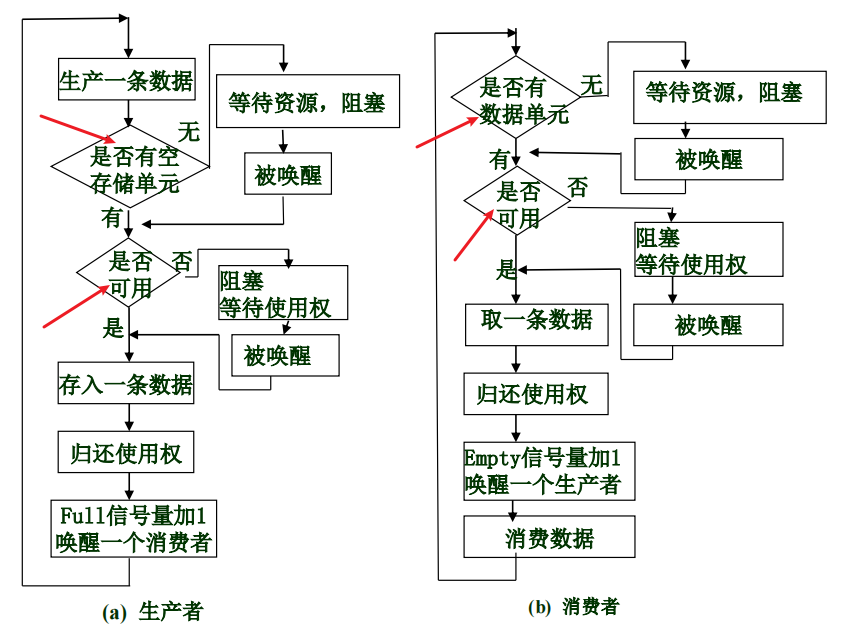 生产一条数据
是否有空
存储单元
无
等待资源，阻塞
被唤醒
有
是否
可用
否
阻塞
等待使用权
被唤醒
是
存入一条数据
归还使用权
Full信号量加1
唤醒一个消费者
(a) 生产者
是否有
数据单元
无
等待资源，阻塞
被唤醒
有
是否
可用
否
阻塞
等待使用权
被唤醒
是
取一条数据
归还使用权
Empty信号量加1
唤醒一个生产者
消费数据
(b) 消费者